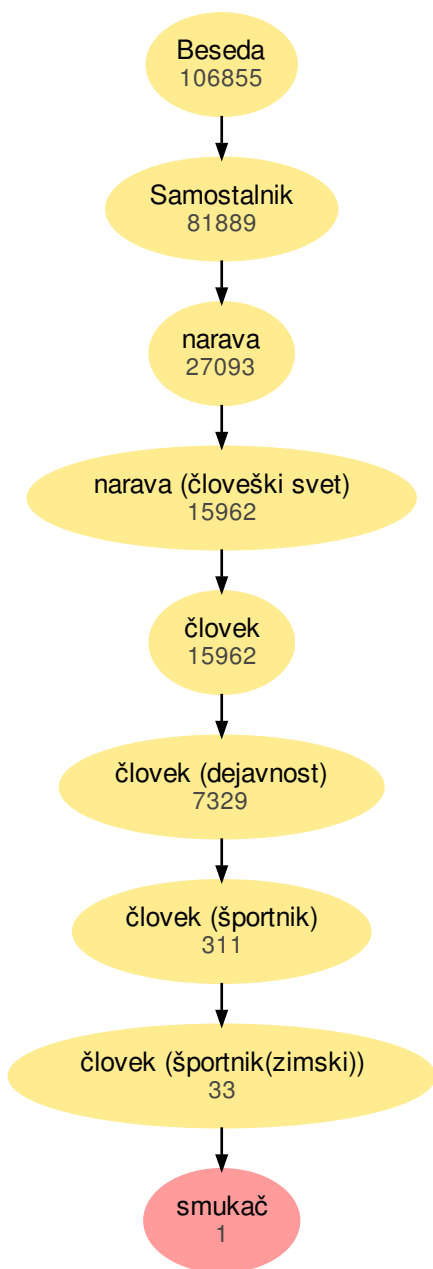 Beseda
106855
Samostalnik
81889
narava
27093
narava (človeški svet)
15962
človek
15962
človek (dejavnost)
7329
človek (športnik)
311
človek (športnik(zimski))
33
smukač
1